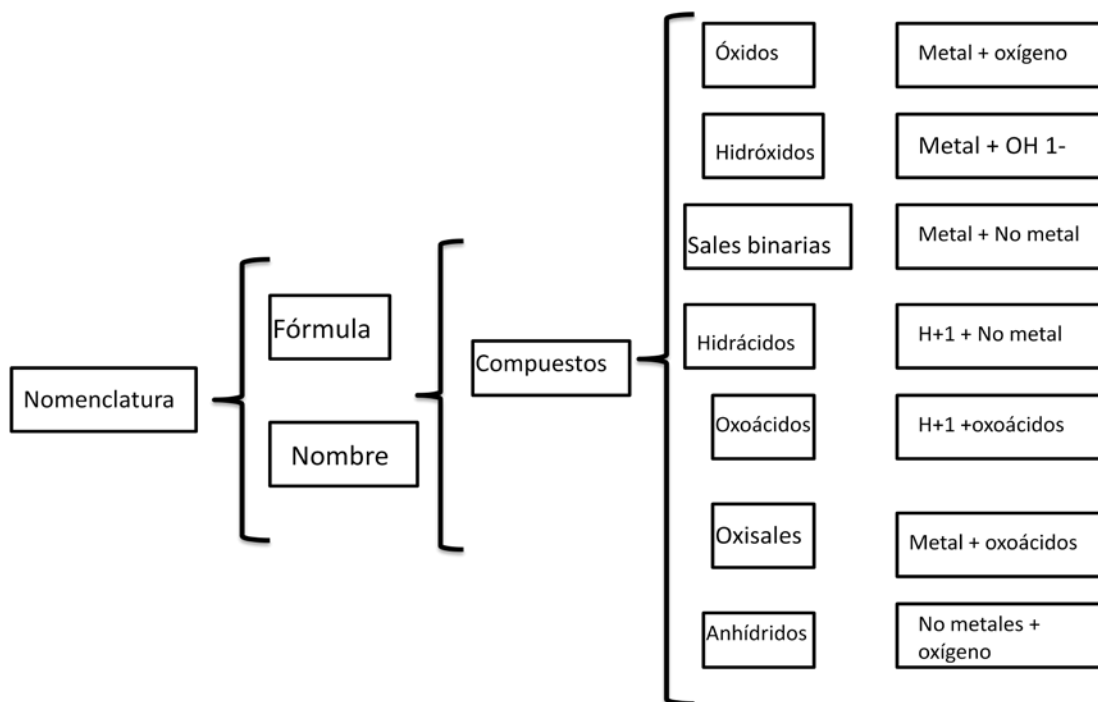 Nomenclatura
Fórmula
Nombre
Compuestos
Óxidos
Metal + oxígeno
Hidróxidos
Metal + OH 1-
Sales binarias
Metal + No metal
Hidrácidos
H+1 + No metal
Oxoácidos
H+1 +oxoácidos
Oxisales
Metal + oxoácidos
Anhídridos
No metales +
oxígeno